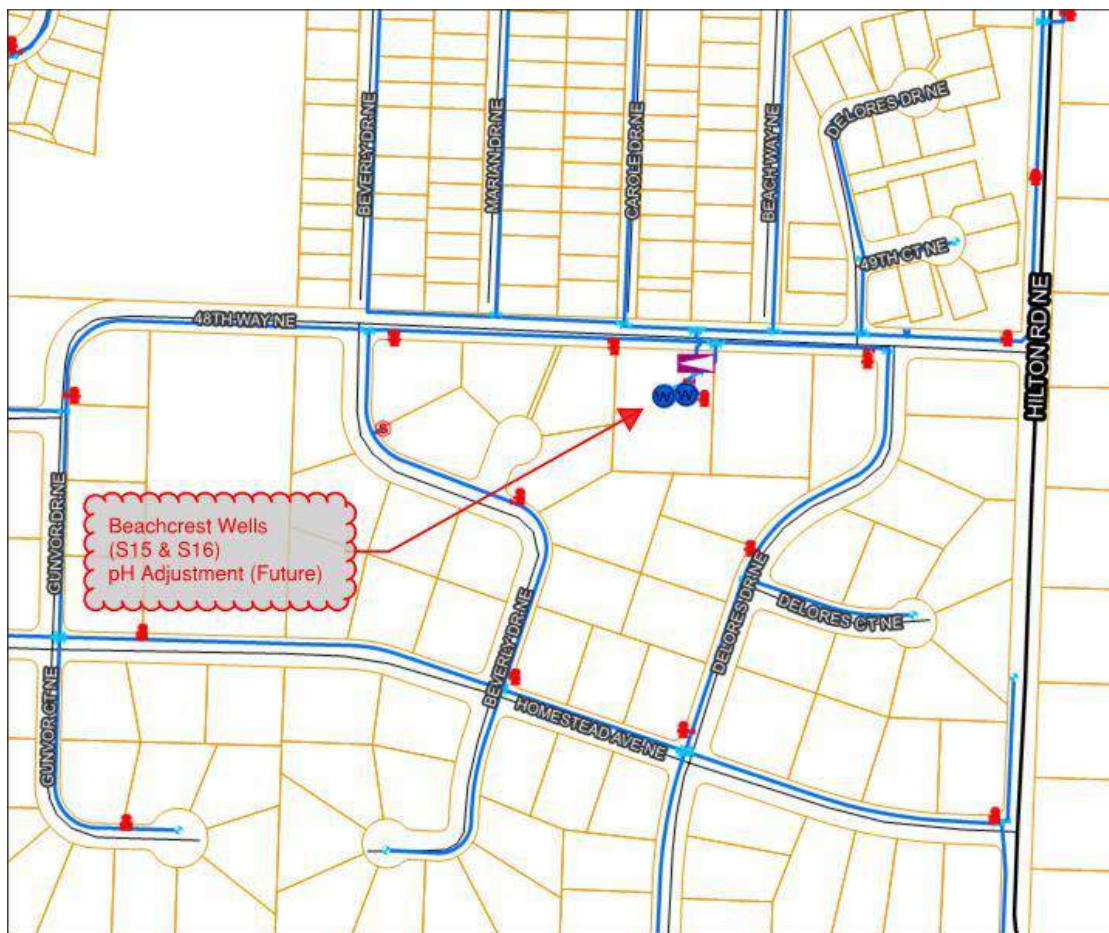 BEVERLY DR NE
MARIAN DR NE
CAROLE DR NE
BEACH WAY NE
DELORES DR NE
49TH CT NE
48TH WAY NE
HILTON RD NE
W W
S
Beachcrest Wells
(S15 & S16)
pH Adjustment (Future)
GUNVOR DR NE
BEVERLY DR NE
DELORES DR NE
DELORES CT NE
GUNVOR CT NE
HOMESTEAD AVE NE